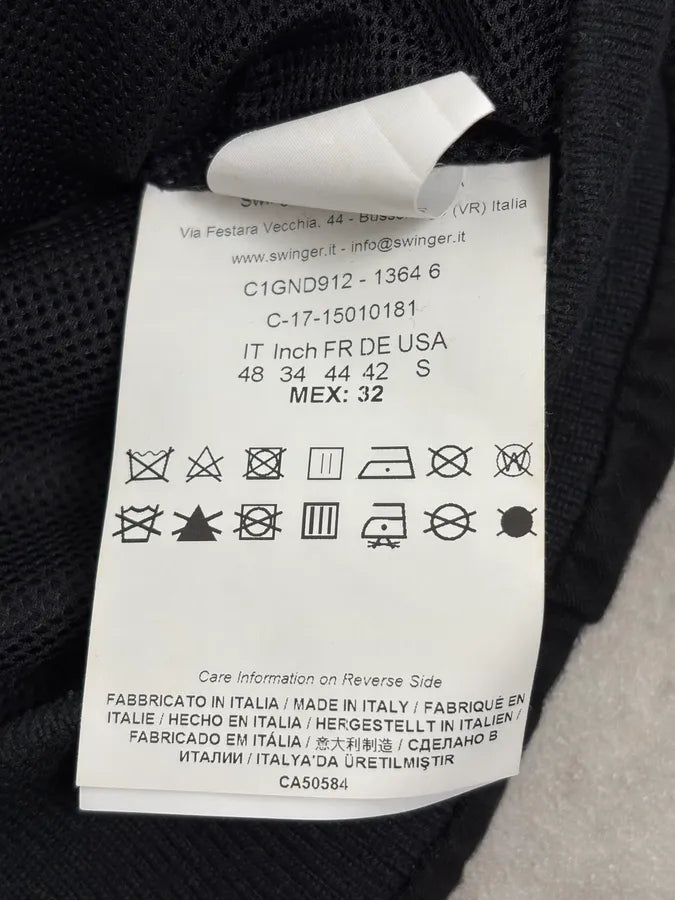 Via Festara Vecchia. 44 - (VR) Italia
www.swinger.it - info@swinger.it
C1GND912 - 1364 6
C-17-15010181
IT Inch FR DE USA
48 34 44 42 S
MEX: 32
W
Care Information on Reverse Side
FABBRICATO IN ITALIA / MADE IN ITALY / FABRIQUÉ EN
ITALIE / HECHO EN ITALIA / HERGESTELLT IN ITALIEN /
FABRICADO EM ITÁLIA / 意大利制造 / СДЕЛАНО В
ИТАЛИИ / ITALYA'DA ÜRETILMIŞTIR
CA50584